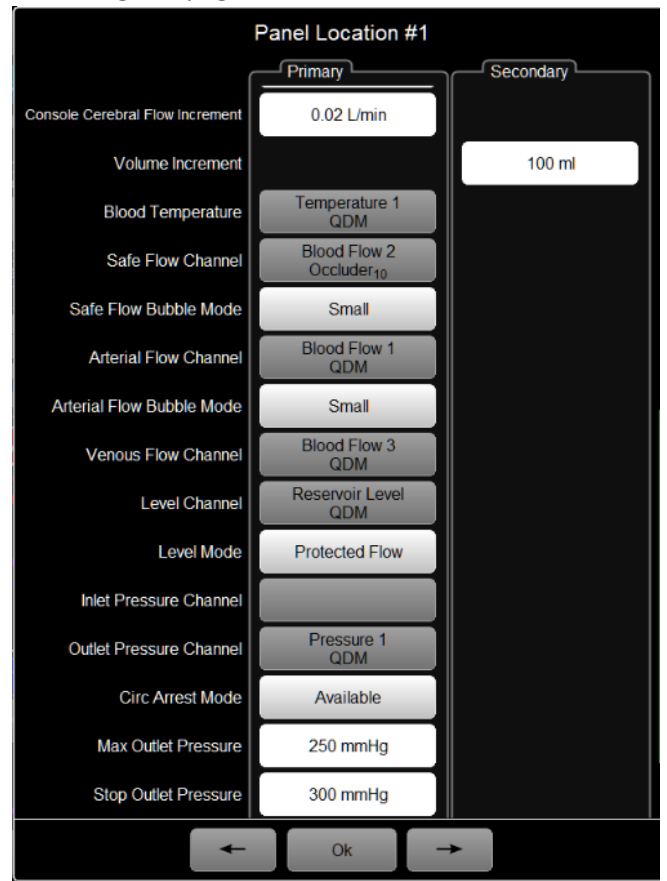 Panel Location #1
Primary
Secondary
Console Cerebral Flow Increment
0.02 L/min
Volume Increment
100 ml
Blood Temperature
Temperature 1
QDM
Safe Flow Channel
Blood Flow 2
Occluder₁₀
Safe Flow Bubble Mode
Small
Arterial Flow Channel
Blood Flow 1
QDM
Arterial Flow Bubble Mode
Small
Venous Flow Channel
Blood Flow 3
QDM
Level Channel
Reservoir Level
QDM
Level Mode
Protected Flow
Inlet Pressure Channel
Outlet Pressure Channel
Pressure 1
QDM
Circ Arrest Mode
Available
Max Outlet Pressure
250 mmHg
Stop Outlet Pressure
300 mmHg
←
Ok
→